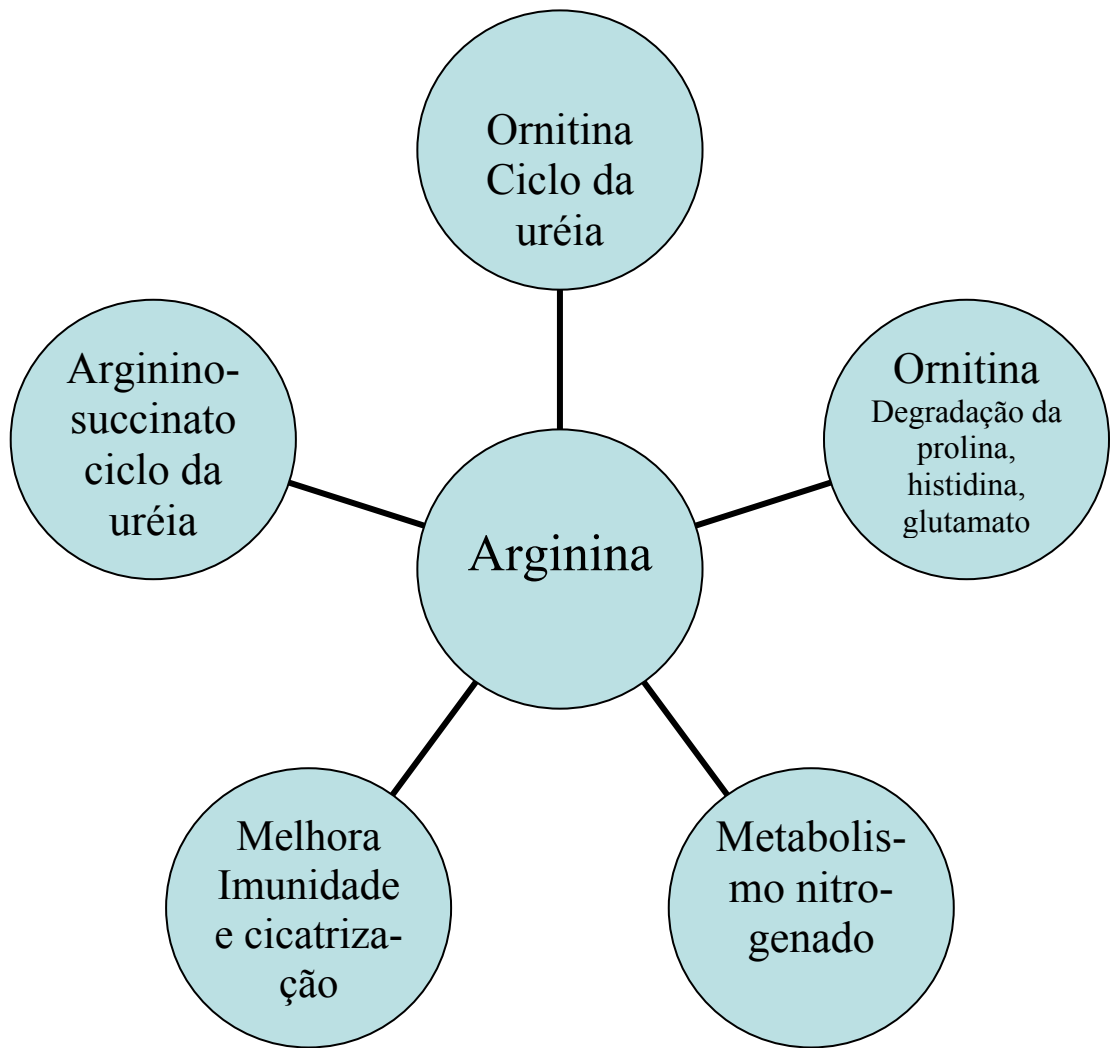 Ornitina
Ciclo da
uréia
Arginino-
succinato
ciclo da
uréia
Ornitina
Degradação da
prolina,
histidina,
glutamato
Arginina
Melhora
Imunidade
e cicatriza-
ção
Metabolis-
mo nitro-
genado